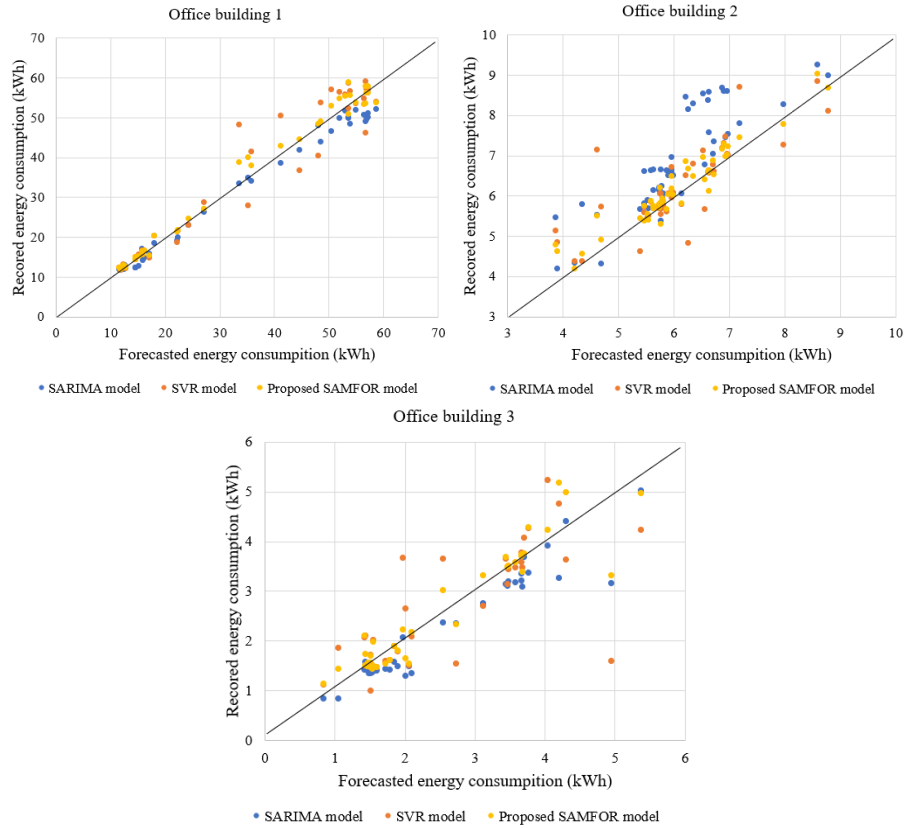 Office building 1
70
60
50
40
30
20
10
0
0 10 20 30 40 50 60 70
Recored energy consumption (kWh)
Forecasted energy consumpition (kWh)
SARIMA model SVR model Proposed SAMFOR model
Office building 2
10
9
8
7
6
5
4
3
3 4 5 6 7 8 9 10
Recored energy consumption (kWh)
Forecasted energy consumpition (kWh)
SARIMA model SVR model Proposed SAMFOR model
Office building 3
6
5
4
3
2
1
0
0 1 2 3 4 5 6
Recored energy consumption (kWh)
Forecasted energy consumpition (kWh)
SARIMA model SVR model Proposed SAMFOR model